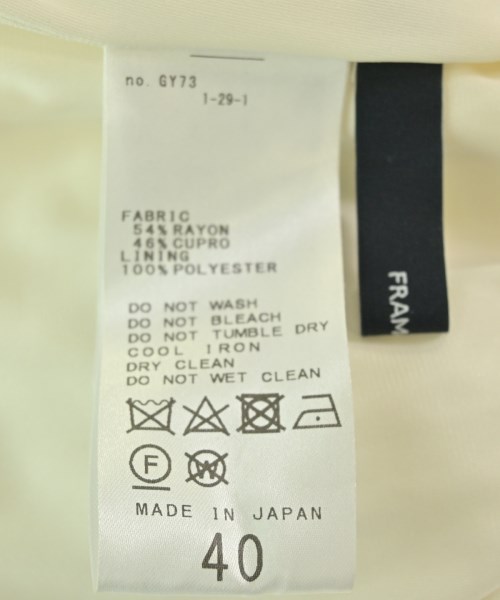 no. GY73
1-29-1
FABRIC
54% RAYON
46% CUPRO
LINING
100% POLYESTER
DO NOT WASH
DO NOT BLEACH
DO NOT TUMBLE DRY
COOL IRON
DRY CLEAN
DO NOT WET CLEAN
F
W
MADE IN JAPAN
40
FRAM